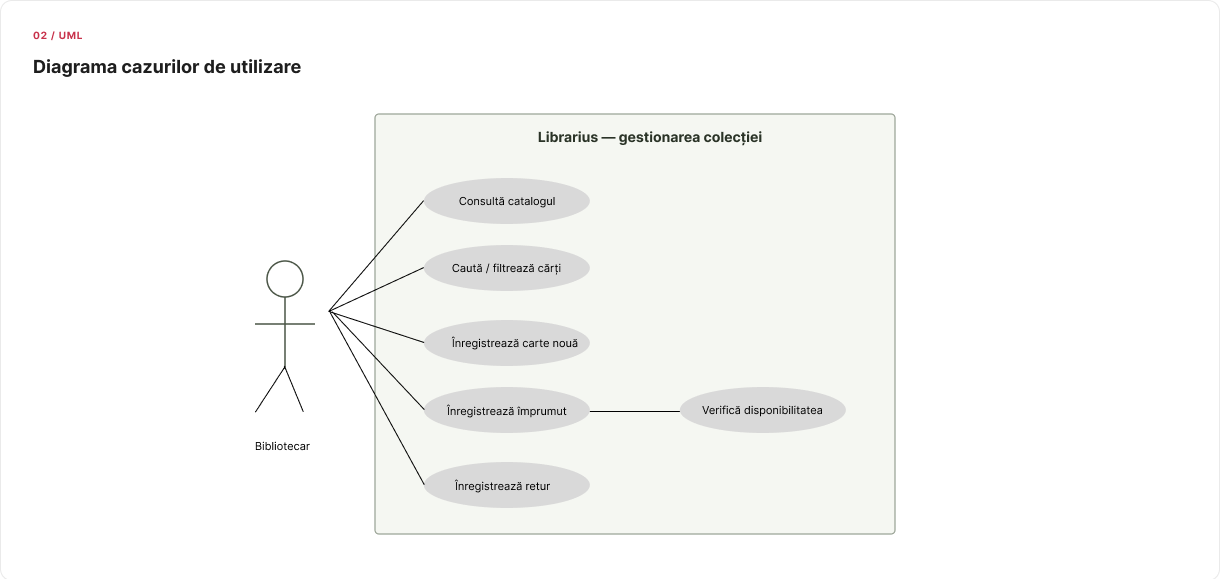 02 / UML
Diagrama cazurilor de utilizare
Librarius — gestionarea colecției
Consultă catalogul
Caută / filtrează cărți
Înregistrează carte nouă
Înregistrează împrumut
Verifică disponibilitatea
Bibliotecar
Înregistrează retur